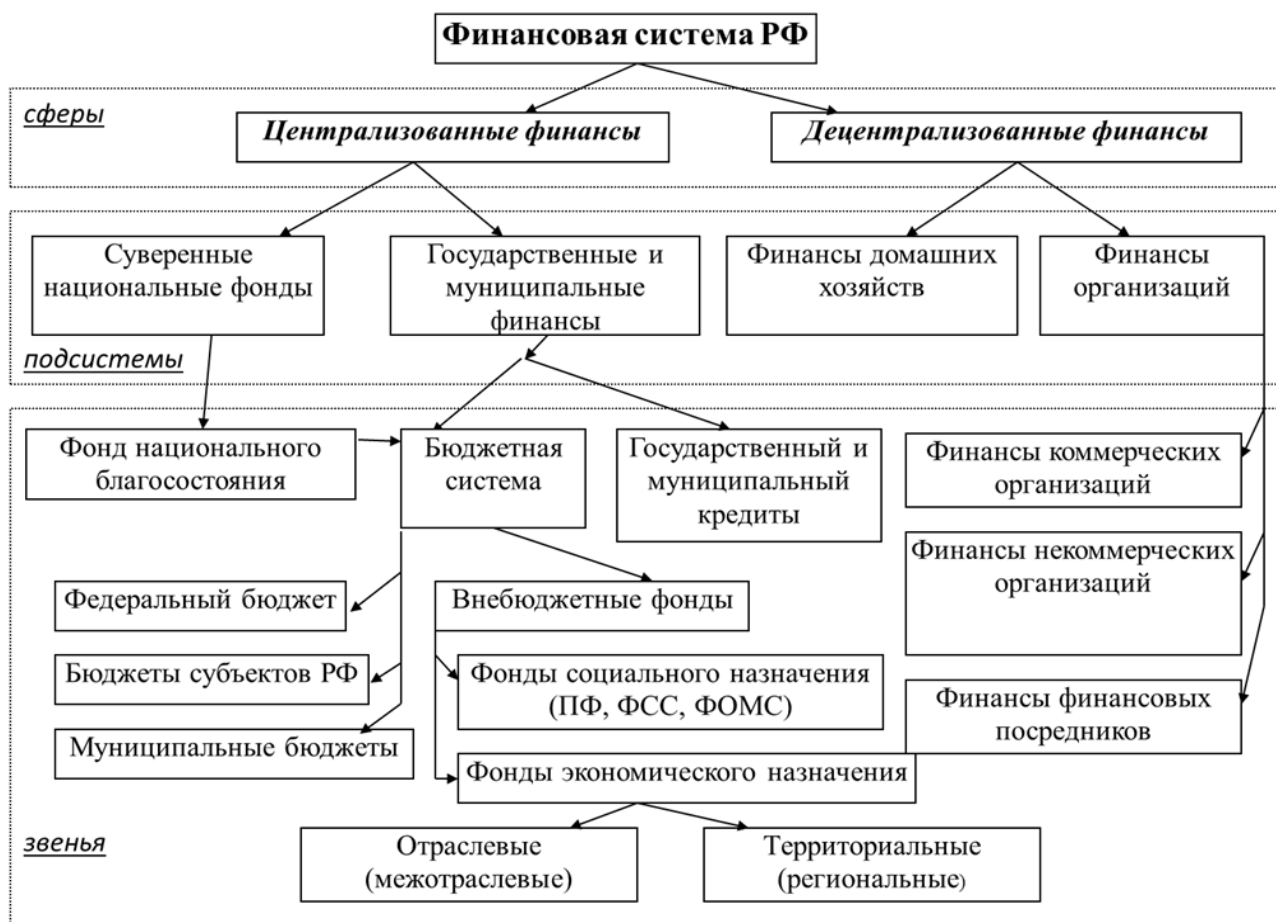 Финансовая система РФ
сферы
Централизованные финансы
Децентрализованные финансы
Суверенные
национальные фонды
Государственные и
муниципальные
финансы
Финансы домашних
хозяйств
Финансы
организаций
подсистемы
Фонд национального
благосостояния
Бюджетная
система
Государственный и
муниципальный
кредиты
Финансы коммерческих
организаций
Финансы некоммерческих
организаций
Федеральный бюджет
Внебюджетные фонды
Бюджеты субъектов РФ
Фонды социального назначения
(ПФ, ФСС, ФОМС)
Финансы финансовых
посредников
Муниципальные бюджеты
Фонды экономического назначения
звенья
Отраслевые
(межотраслевые)
Территориальные
(региональные)